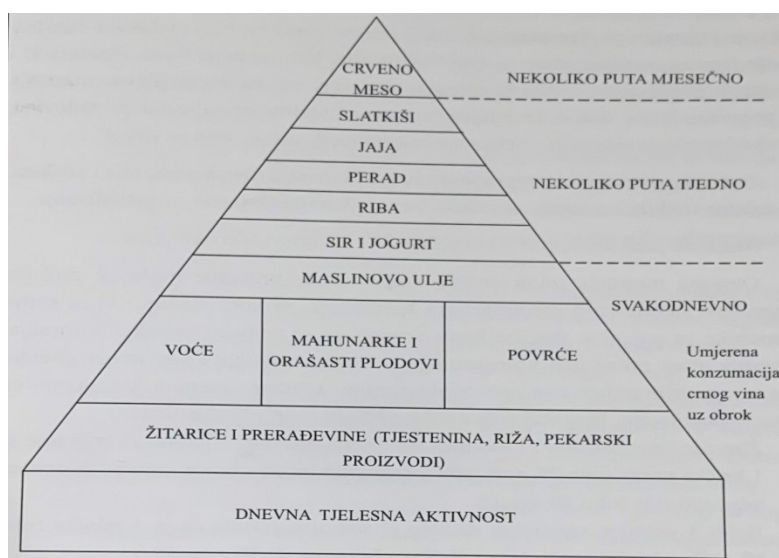 CRVENO
MESO
NEKOLIKO PUTA MJESEČNO
SLATKIŠI
JAJA
PERAD
NEKOLIKO PUTA TJEDNO
RIBA
SIR I JOGURT
MASLINOVO ULJE
SVAKODNEVNO
VOĆE
MAHUNARKE I
ORAŠASTI PLODOVI
POVRĆE
Umjerena
konzumacija
crnog vina
uz obrok
ŽITARICE I PRERAĐEVINE (TJESTENINA, RIŽA, PEKARSKI
PROIZVODI)
DNEVNA TJELESNA AKTIVNOST